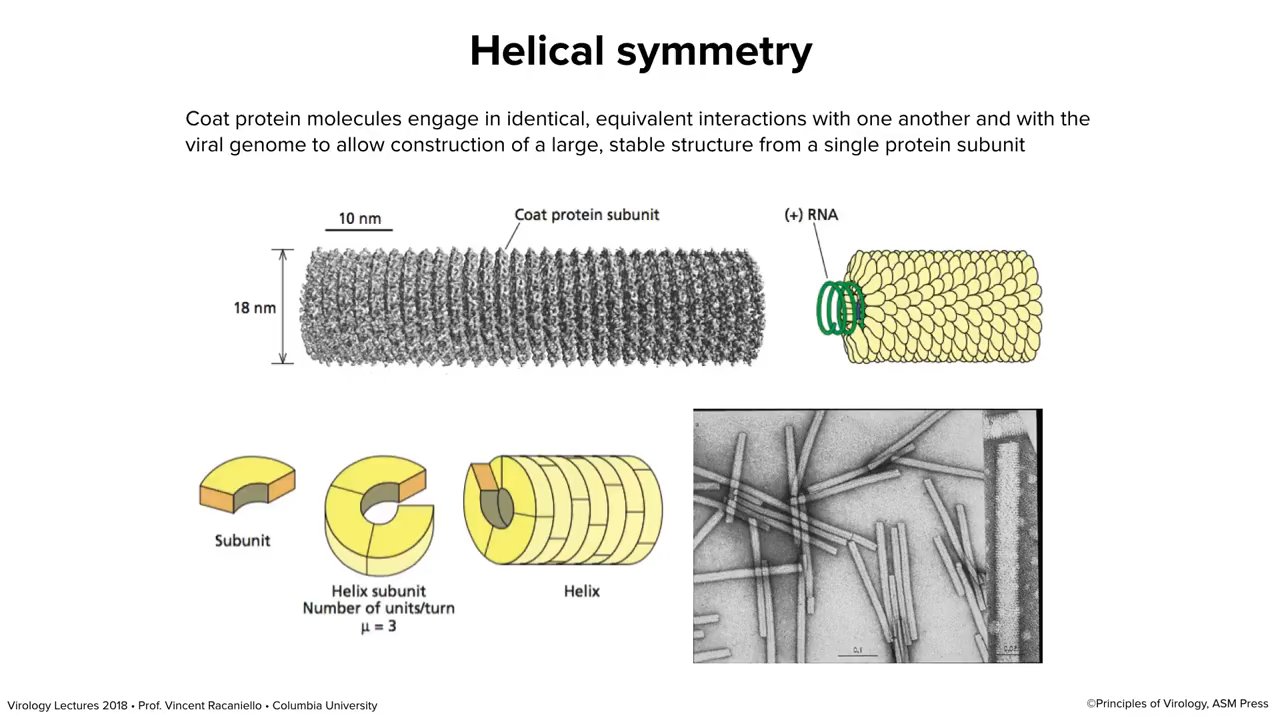 Helical symmetry
Coat protein molecules engage in identical, equivalent interactions with one another and with the
viral genome to allow construction of a large, stable structure from a single protein subunit
10 nm
Coat protein subunit
(+) RNA
18 nm
Subunit
Helix subunit
Number of units/turn
μ = 3
Helix
0.1
Virology Lectures 2018 • Prof. Vincent Racaniello • Columbia University
©Principles of Virology, ASM Press